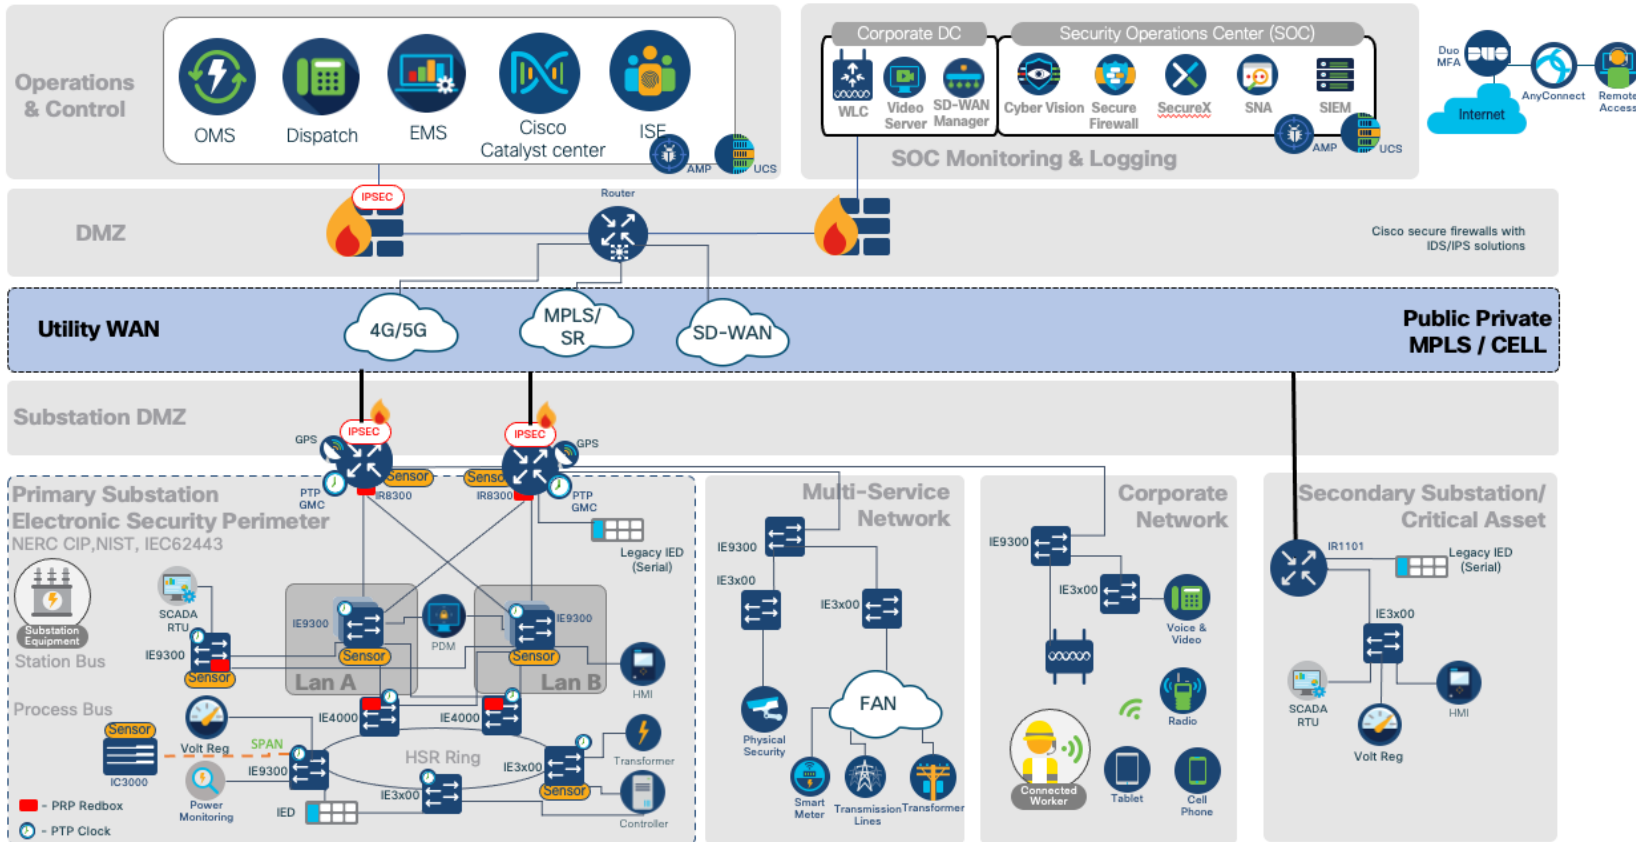 Operations
& Control
OMS
Dispatch
EMS
Cisco
Catalyst center
ISE
AMP
UCS
Corporate DC
Security Operations Center (SOC)
WLC
Video
Server
SD-WAN
Manager
Cyber Vision
Secure
Firewall
SecureX
SNA
SIEM
AMP
UCS
SOC Monitoring & Logging
Duo
MFA
DUO
Internet
AnyConnect
Remote
Access
DMZ
IPSEC
Router
Cisco secure firewalls with
IDS/IPS solutions
Utility WAN
4G/5G
MPLS/
SR
SD-WAN
Public Private
MPLS / CELL
Substation DMZ
GPS
IPSEC
IPSEC
GPS
Sensor
Sensor
PTP
GMC
IR8300
IR8300
PTP
GMC
Primary Substation
Electronic Security Perimeter
NERC CIP,NIST, IEC62443
Legacy IED
(Serial)
Substation
Equipment
SCADA
RTU
IE9300
PDM
IE9300
Station Bus
IE9300
Sensor
Sensor
Sensor
Lan A
Lan B
HMI
Process Bus
IE4000
IE4000
Sensor
Volt Reg
SPAN
HSR Ring
IC3000
IE9300
IE3x00
Transformer
IE3x00
Sensor
Power
Monitoring
IED
Controller
- PRP Redbox
- PTP Clock
Multi-Service
Network
IE9300
IE3x00
IE3x00
Physical
Security
FAN
Smart
Meter
Transmission
Lines
Transformer
Corporate
Network
IE9300
IE3x00
Voice &
Video
Radio
Connected
Worker
Tablet
Cell
Phone
Secondary Substation/
Critical Asset
IR1101
Legacy IED
(Serial)
IE3x00
SCADA
RTU
HMI
Volt Reg